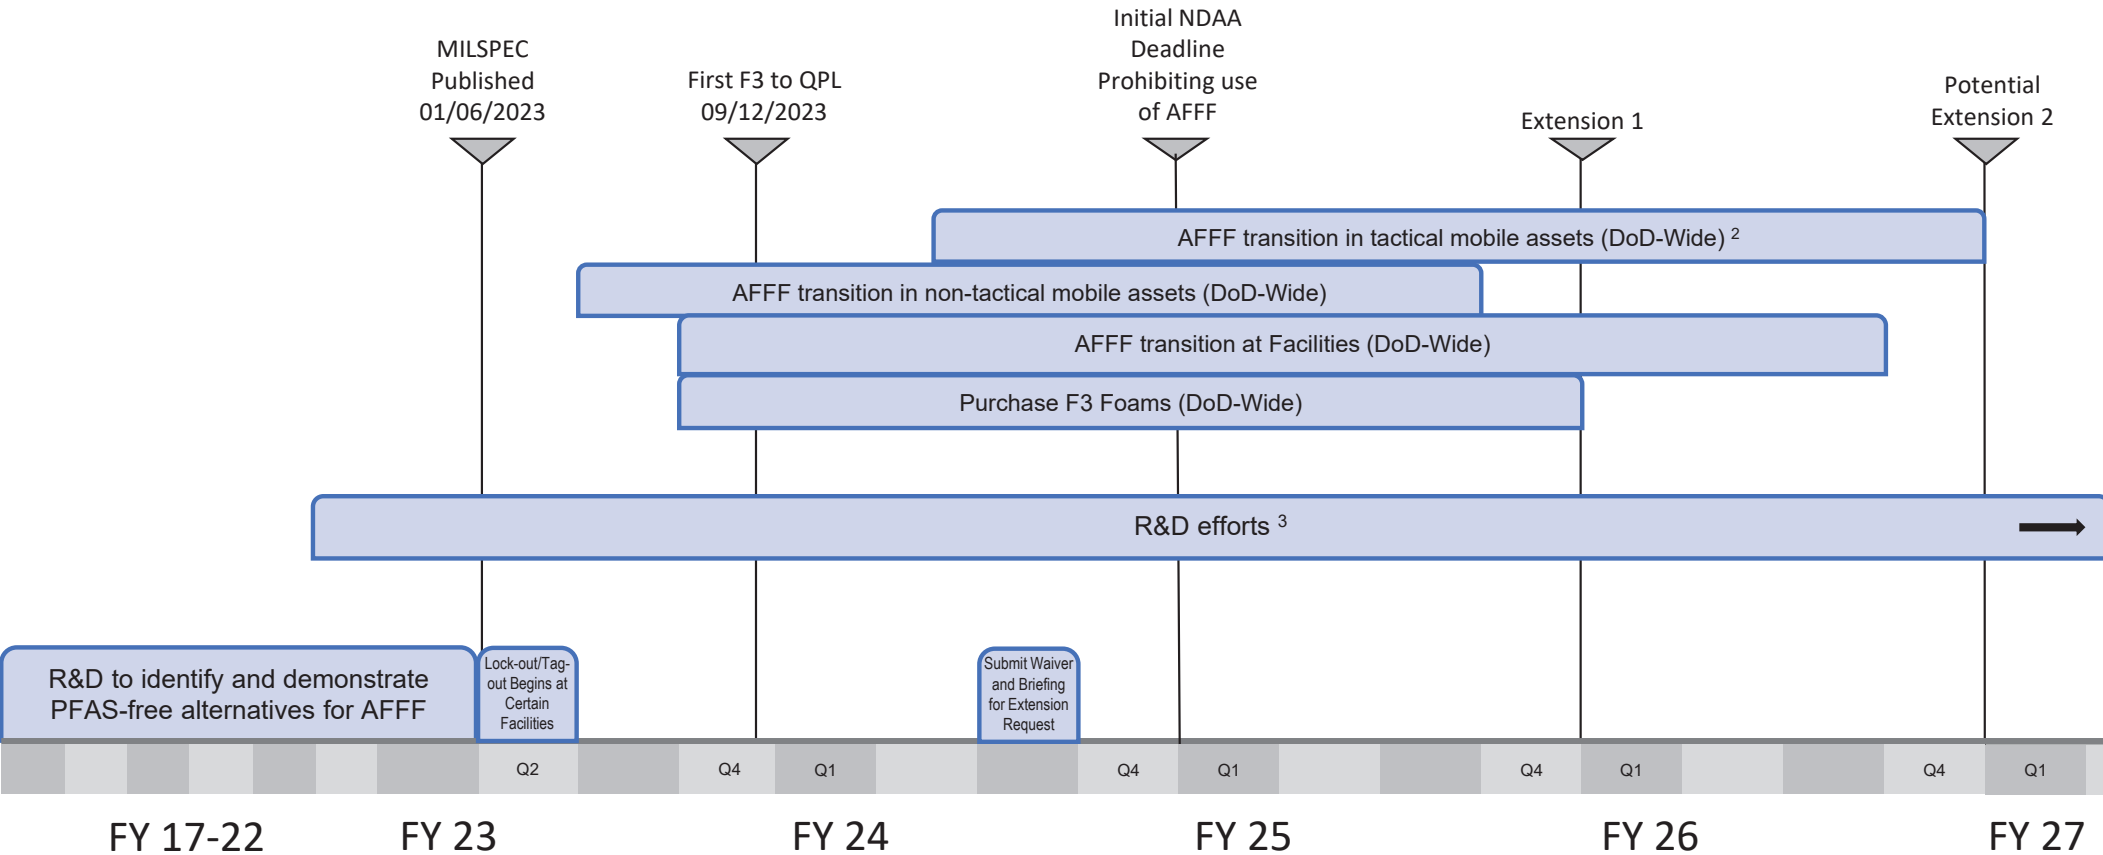 MILSPEC
Published
01/06/2023
First F3 to QPL
09/12/2023
Initial NDAA
Deadline
Prohibiting use
of AFFF
Extension 1
Potential
Extension 2
AFFF transition in tactical mobile assets (DoD-Wide) 2
AFFF transition in non-tactical mobile assets (DoD-Wide)
AFFF transition at Facilities (DoD-Wide)
Purchase F3 Foams (DoD-Wide)
R&D efforts 3
R&D to identify and demonstrate
PFAS-free alternatives for AFFF
Lock-out/Tag-
out Begins at
Certain
Facilities
Submit Waiver
and Briefing
for Extension
Request
Q2
Q4
Q1
Q4
Q1
Q4
Q1
Q4
Q1
FY 17-22
FY 23
FY 24
FY 25
FY 26
FY 27